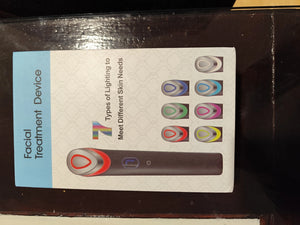 Facial
Treatment Device
7 Types of Lighting to
Meet Different Skin Needs